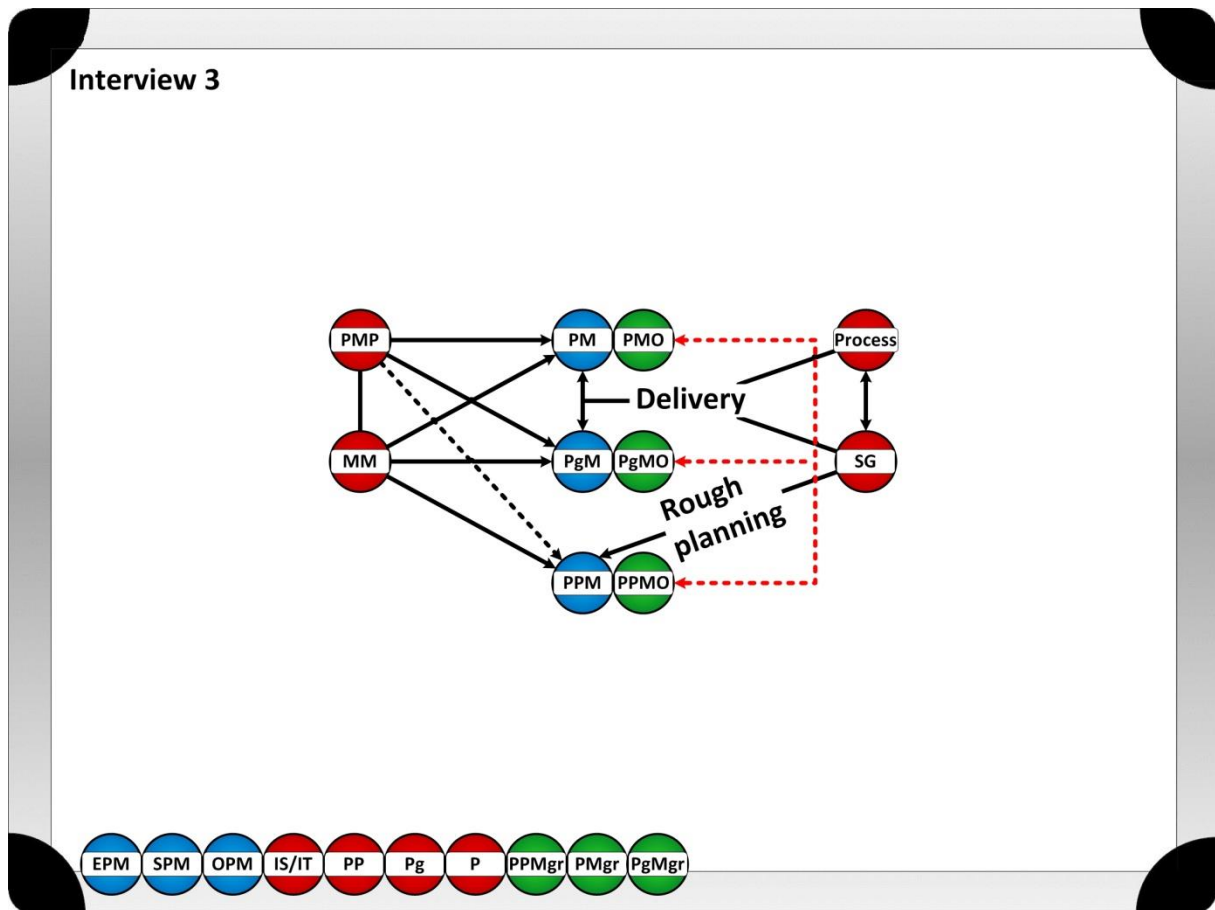 Interview 3
PMP
PM
PMO
Process
Delivery
MM
PgM
PgMO
SG
Rough
planning
PPM
PPMO
EPM
SPM
OPM
IS/IT
PP
Pg
P
PPMgr
PMgr
PgMgr